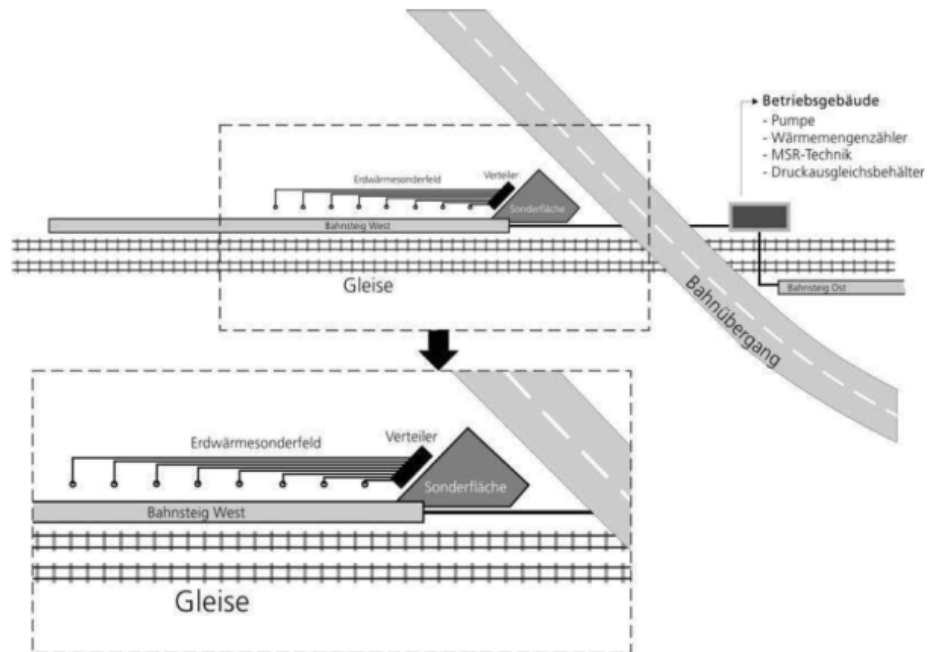 Betriebsgebäude
- Pumpe
- Wärmemengenzähler
- MSR-Technik
- Druckausgleichsbehälter
Verteiler
Erdwärmesonderfeld
Sonderfläche
Bahnsteig West
Gleise
Bahnsteig Ost
Bahnübergang
Verteiler
Erdwärmesonderfeld
Sonderfläche
Bahnsteig West
Gleise